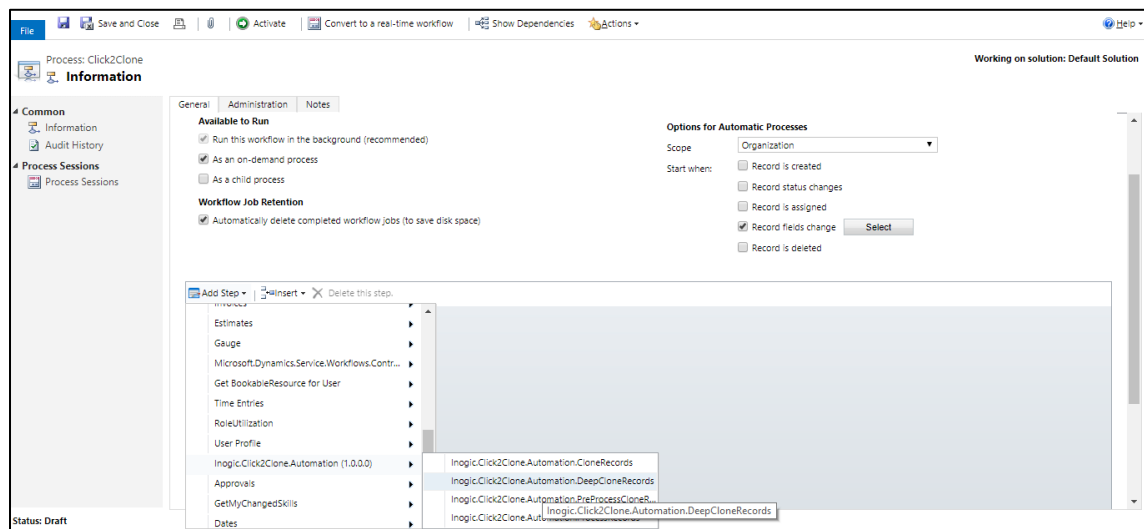 File
Save and Close
Activate
Convert to a real-time workflow
Show Dependencies
Actions
Help
Process: Click2Clone
Information
Working on solution: Default Solution
Common
Information
Audit History
Process Sessions
Process Sessions
General Administration Notes
Available to Run
Run this workflow in the background (recommended)
As an on-demand process
As a child process
Workflow Job Retention
Automatically delete completed workflow jobs (to save disk space)
Options for Automatic Processes
Scope Organization
Start when: Record is created
Record status changes
Record is assigned
Record fields change Select
Record is deleted
Add Step Insert Delete this step.
Invoices
Estimates
Gauge
Microsoft.Dynamics.Service.Workflows.Contr...
Get BookableResource for User
Time Entries
RoleUtilization
User Profile
Inogic.Click2Clone.Automation (1.0.0.0)
Approvals
GetMyChangedSkills
Dates
Inogic.Click2Clone.Automation.CloneRecords
Inogic.Click2Clone.Automation.DeepCloneRecords
Inogic.Click2Clone.Automation.PreProcessCloneR...
Inogic.Click2Clone.Automation.DeepCloneRecords
Status: Draft